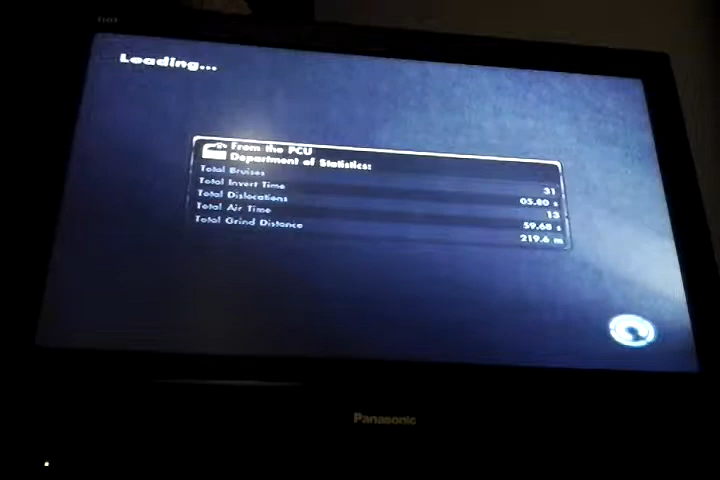 Loading...
From the PCU
Department of Statistics:
Total Bruises 31
Total Invert Time 05.80 s
Total Dislocations 13
Total Air Time 59.68 s
Total Grind Distance 219.6 m
Panasonic